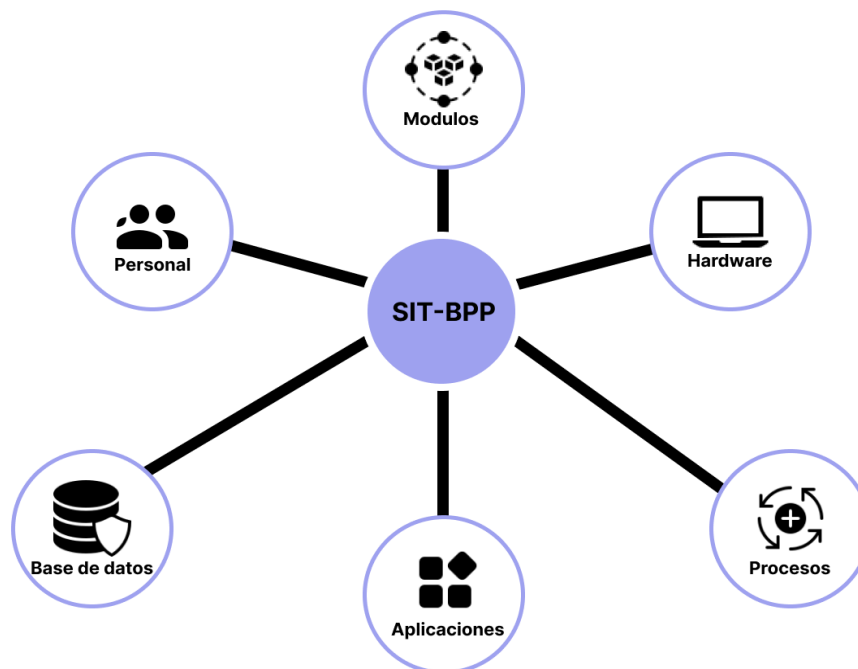 Modulos
Personal
Hardware
SIT-BPP
Base de datos
Procesos
Aplicaciones